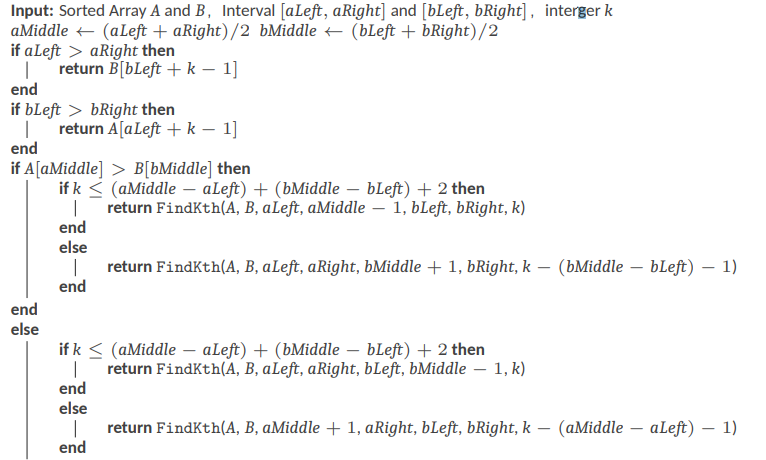 Input: Sorted Array A and B, Interval [aLeft, aRight] and [bLeft, bRight], interger k
aMiddle ← (aLeft + aRight)/2 bMiddle ← (bLeft + bRight)/2
if aLeft > aRight then
return B[bLeft + k − 1]
end
if bLeft > bRight then
return A[aLeft + k − 1]
end
if A[aMiddle] > B[bMiddle] then
if k ≤ (aMiddle − aLeft) + (bMiddle − bLeft) + 2 then
return FindKth(A, B, aLeft, aMiddle − 1, bLeft, bRight, k)
end
else
return FindKth(A, B, aLeft, aRight, bMiddle + 1, bRight, k − (bMiddle − bLeft) − 1)
end
end
else
if k ≤ (aMiddle − aLeft) + (bMiddle − bLeft) + 2 then
return FindKth(A, B, aLeft, aRight, bLeft, bMiddle − 1, k)
end
else
return FindKth(A, B, aMiddle + 1, aRight, bLeft, bRight, k − (aMiddle − aLeft) − 1)
end